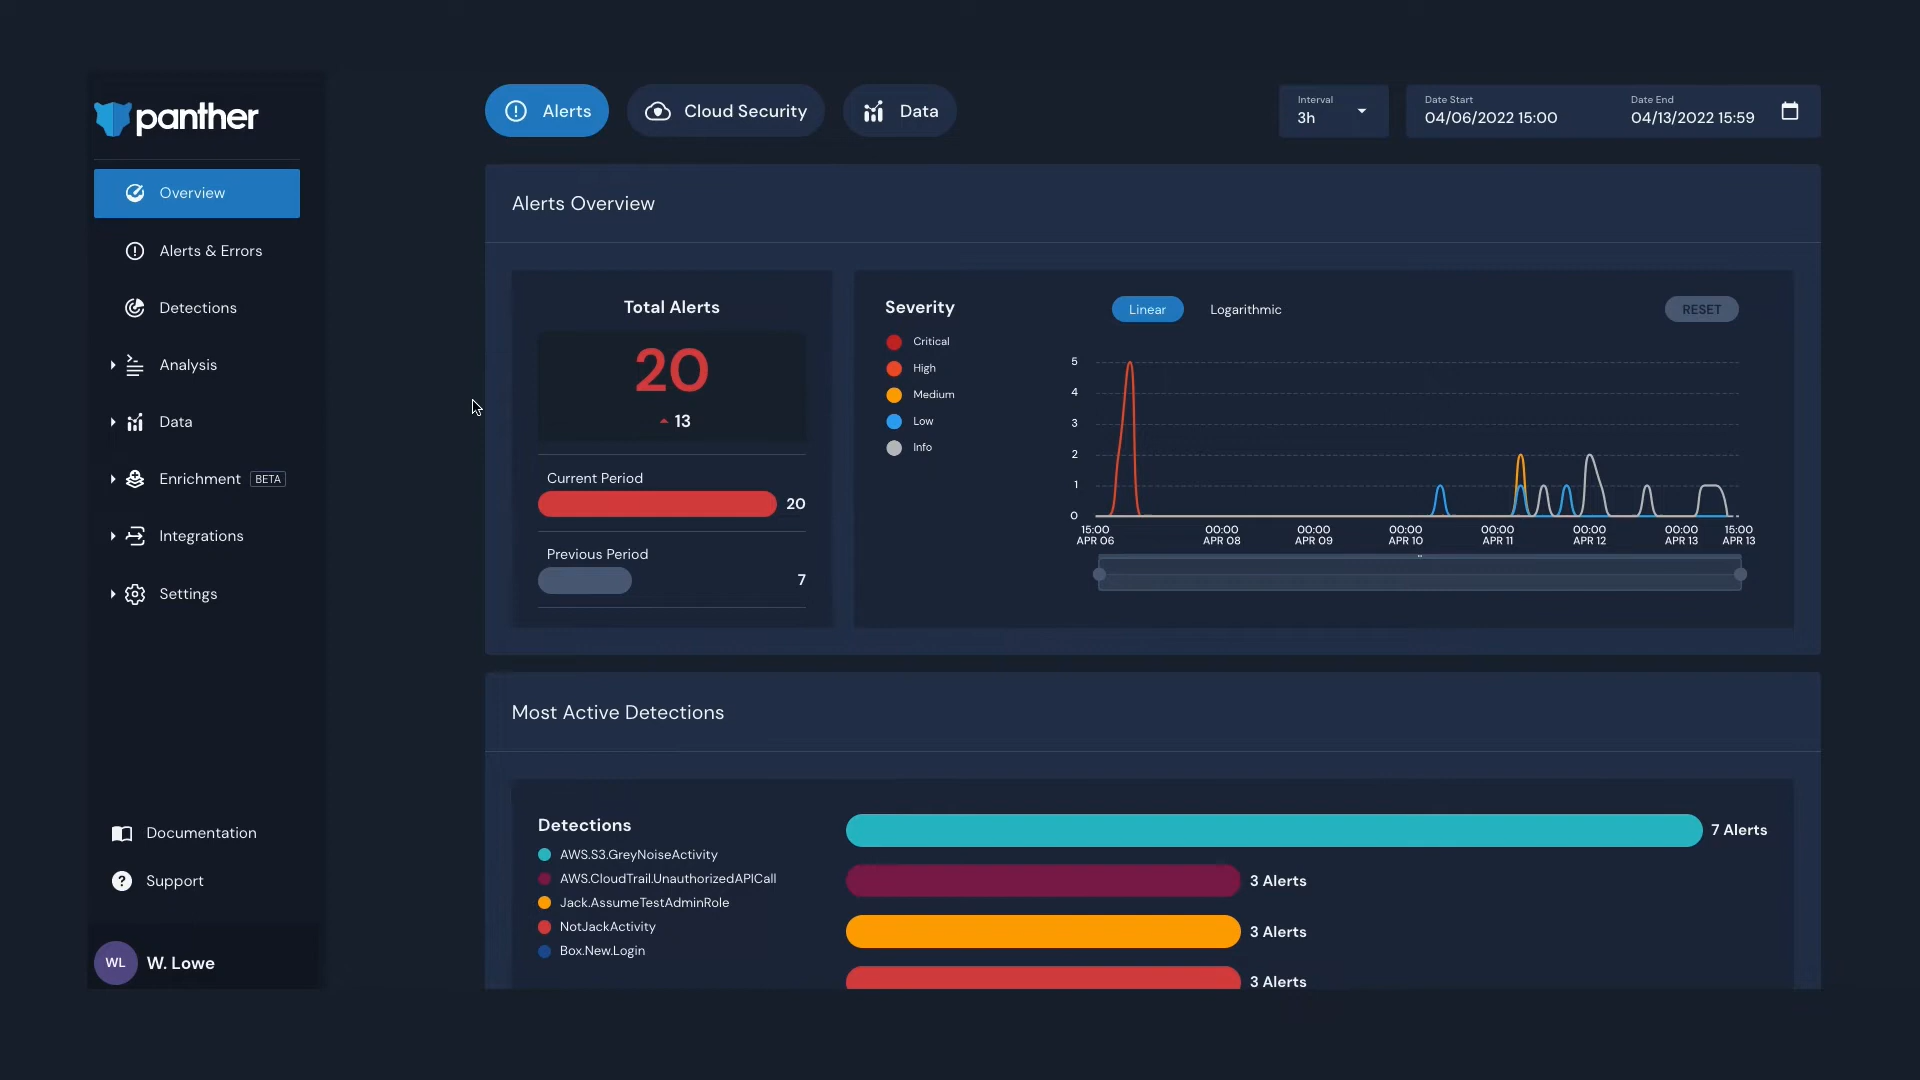 panther
Overview
Alerts & Errors
Detections
Analysis
Data
Enrichment BETA
Integrations
Settings
Documentation
Support
WL W. Lowe
Alerts
Cloud Security
Data
Interval
3h
Date Start
04/06/2022 15:00
Date End
04/13/2022 15:59
Alerts Overview
Total Alerts
20
13
Current Period
20
Previous Period
7
Severity
Critical
High
Medium
Low
Info
Linear
Logarithmic
RESET
5
4
3
2
1
0
15:00 00:00 00:00 00:00 00:00 00:00 00:00 15:00
APR 06 APR 08 APR 09 APR 10 APR 11 APR 12 APR 13 APR 13
Most Active Detections
Detections
AWS.S3.GreyNoiseActivity
AWS.CloudTrail.UnauthorizedAPICall
Jack.AssumeTestAdminRole
NotJackActivity
Box.New.Login
7 Alerts
3 Alerts
3 Alerts
3 Alerts